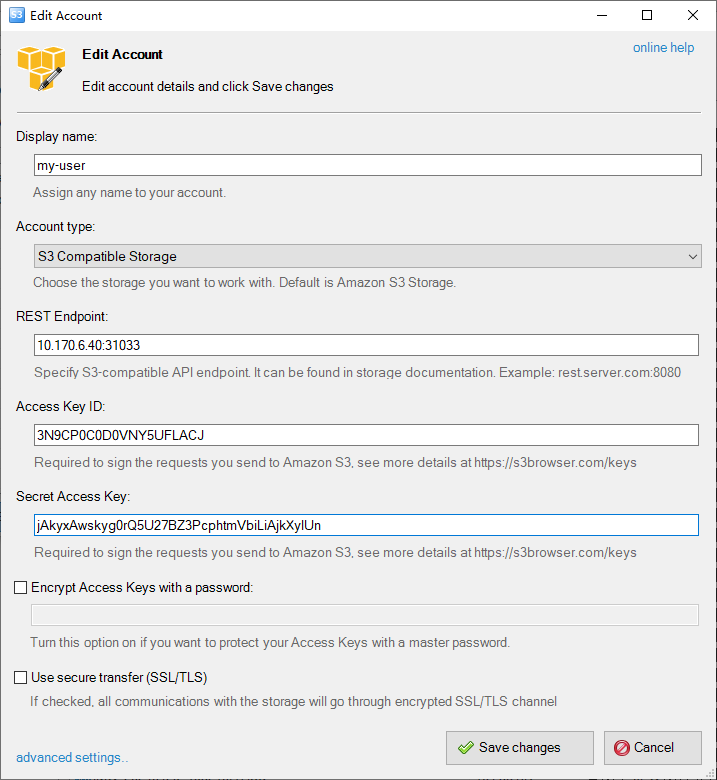 S3 Edit Account
online help
Edit Account
Edit account details and click Save changes
Display name:
my-user
Assign any name to your account.
Account type:
S3 Compatible Storage
Choose the storage you want to work with. Default is Amazon S3 Storage.
REST Endpoint:
10.170.6.40:31033
Specify S3-compatible API endpoint. It can be found in storage documentation. Example: rest.server.com:8080
Access Key ID:
3N9CP0C0D0VNY5UFLACJ
Required to sign the requests you send to Amazon S3, see more details at https://s3browser.com/keys
Secret Access Key:
jAkyxAwskyg0rQ5U27BZ3PcphtmVbiLiAjkXylUn
Required to sign the requests you send to Amazon S3, see more details at https://s3browser.com/keys
Encrypt Access Keys with a password:
Turn this option on if you want to protect your Access Keys with a master password.
Use secure transfer (SSL/TLS)
If checked, all communications with the storage will go through encrypted SSL/TLS channel
advanced settings..
Save changes
Cancel